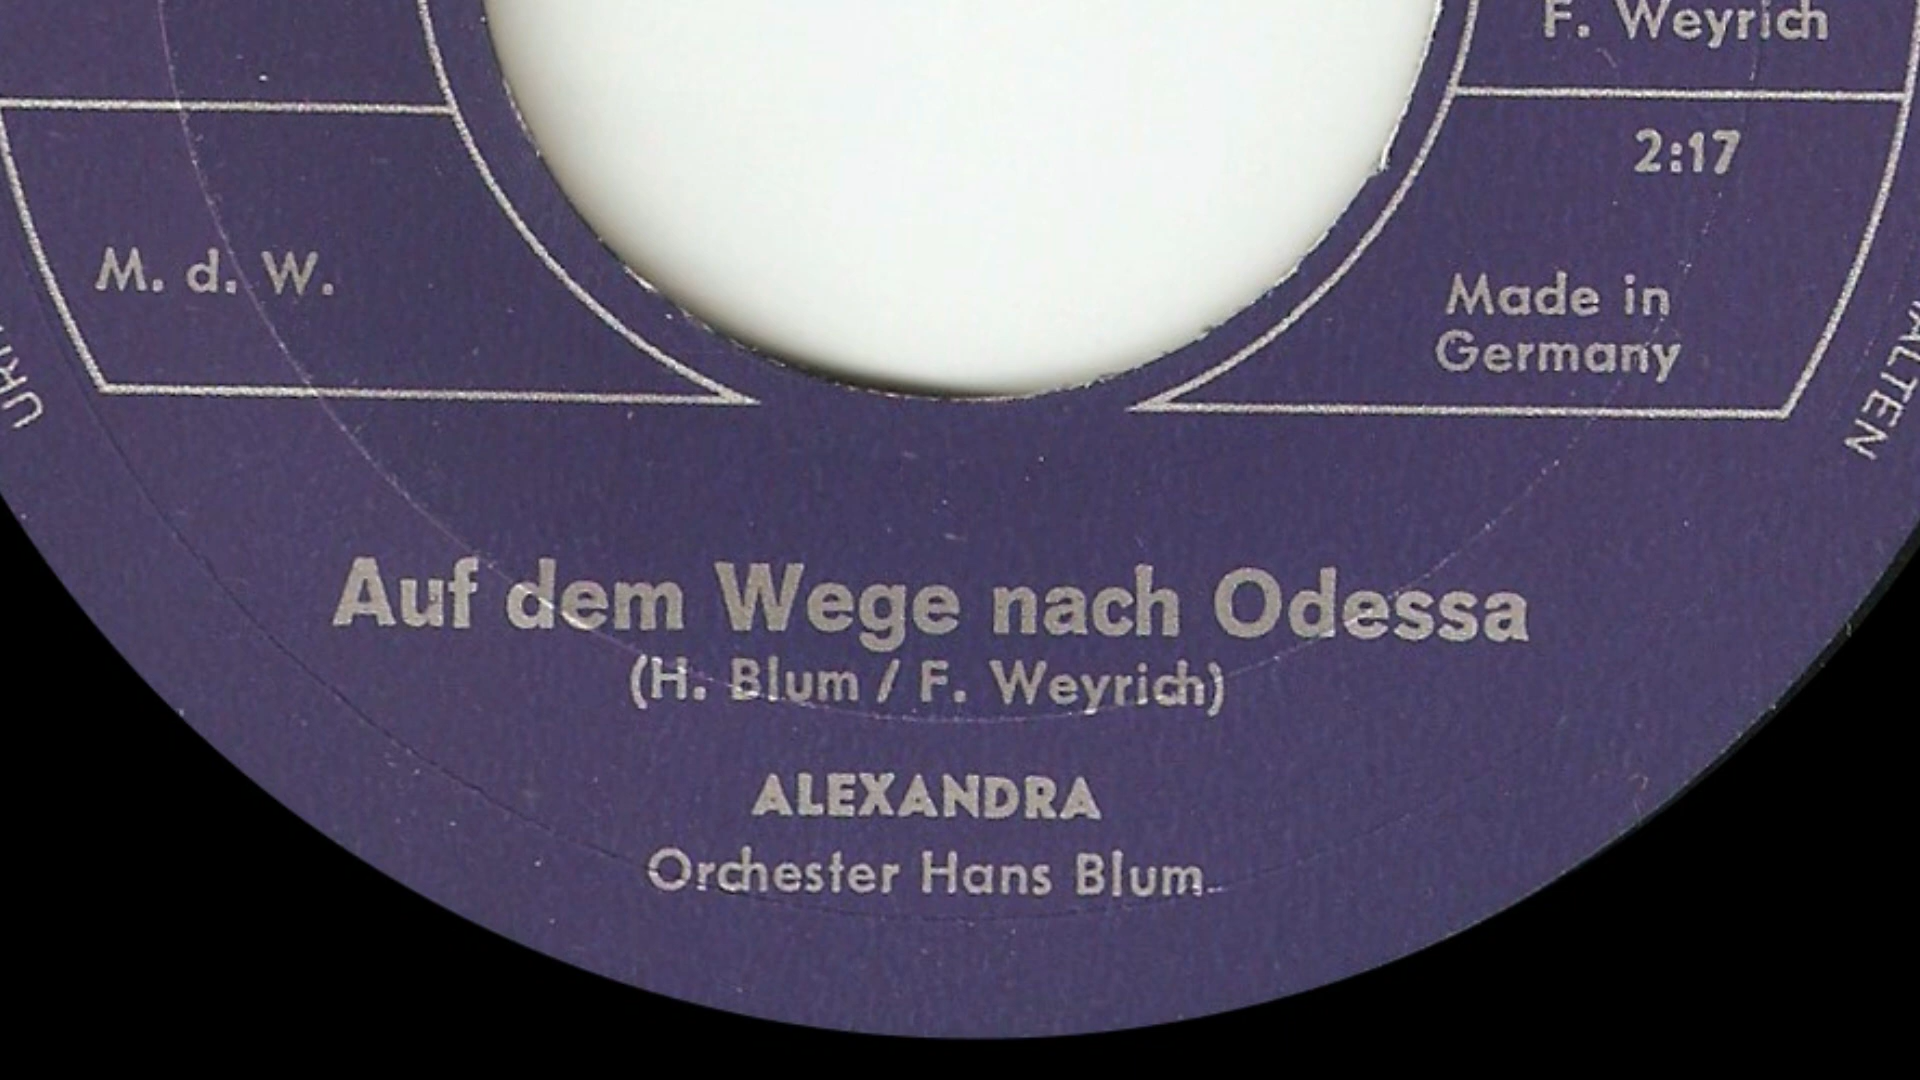 F. Weyrich
2:17
M. d. W.
Made in
Germany
Auf dem Wege nach Odessa
(H. Blum / F. Weyrich)
ALEXANDRA
Orchester Hans Blum